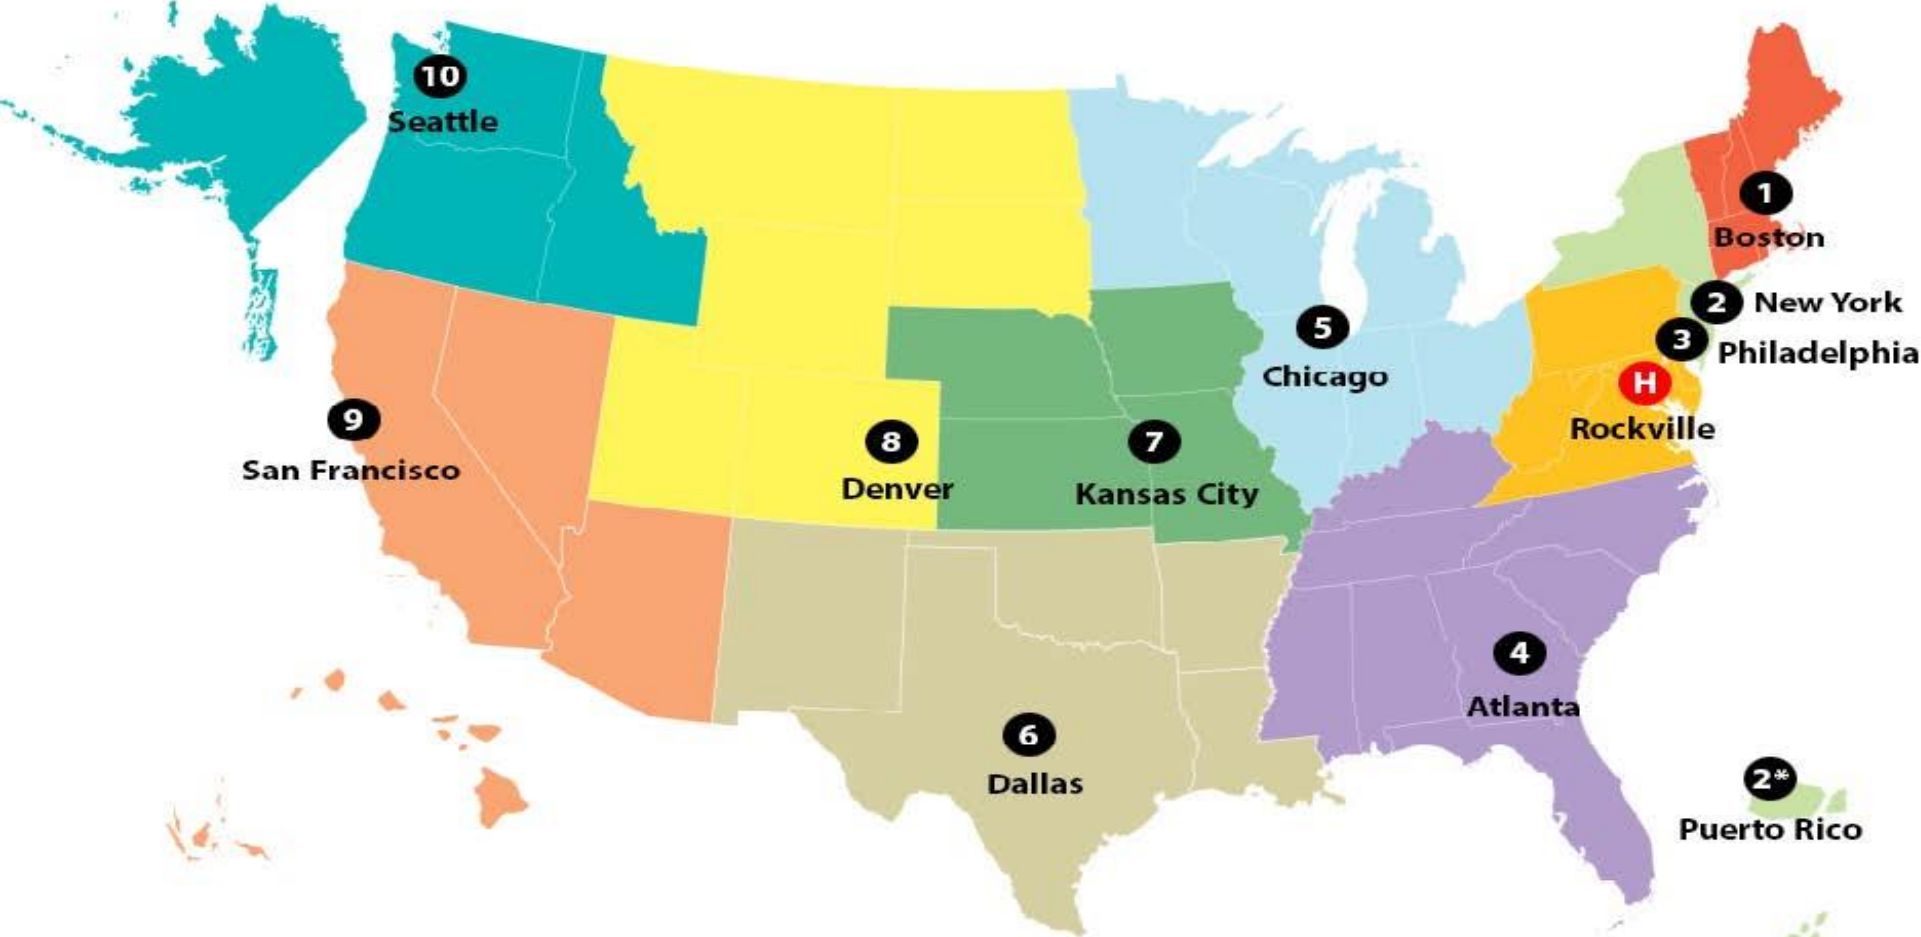 10
Seattle
1
Boston
2 New York
3 Philadelphia
5
Chicago
H
Rockville
9
San Francisco
8
Denver
7
Kansas City
4
Atlanta
6
Dallas
2*
Puerto Rico